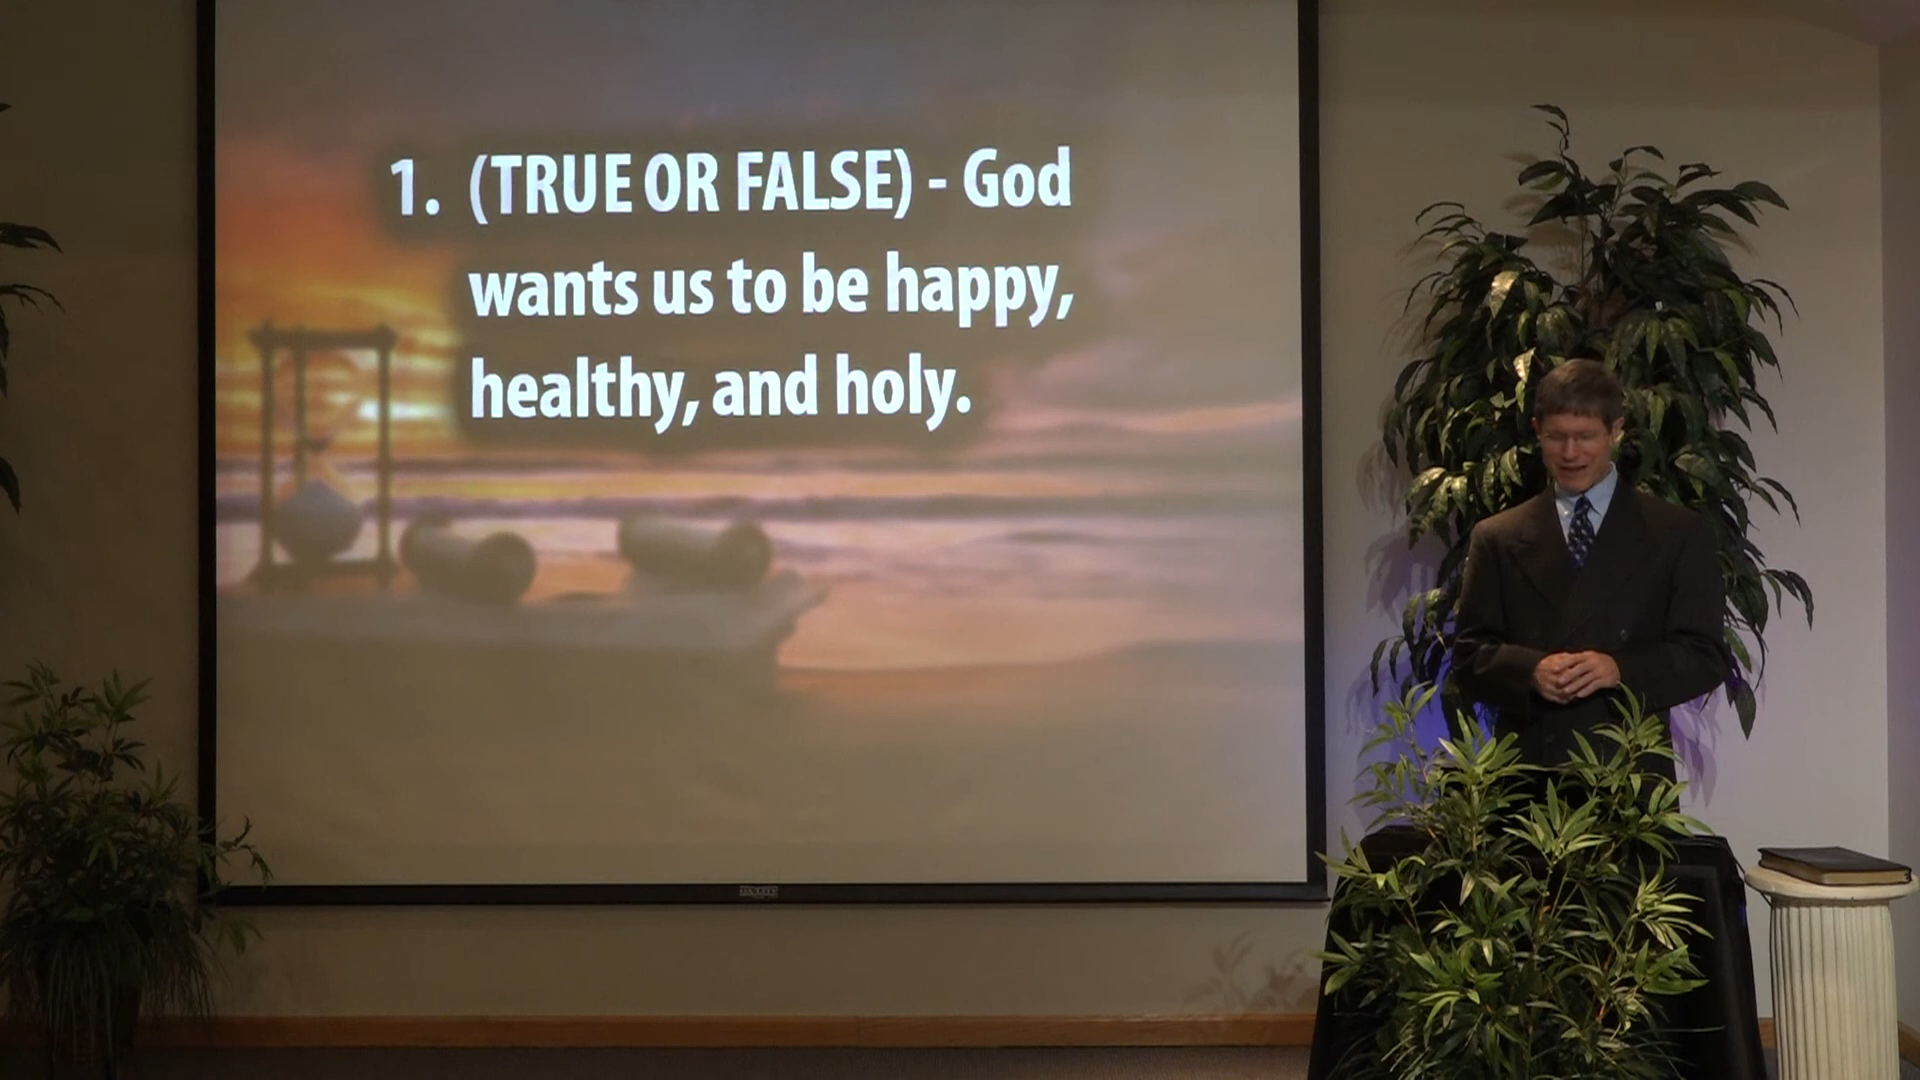 1. (TRUE OR FALSE) - God
wants us to be happy,
healthy, and holy.